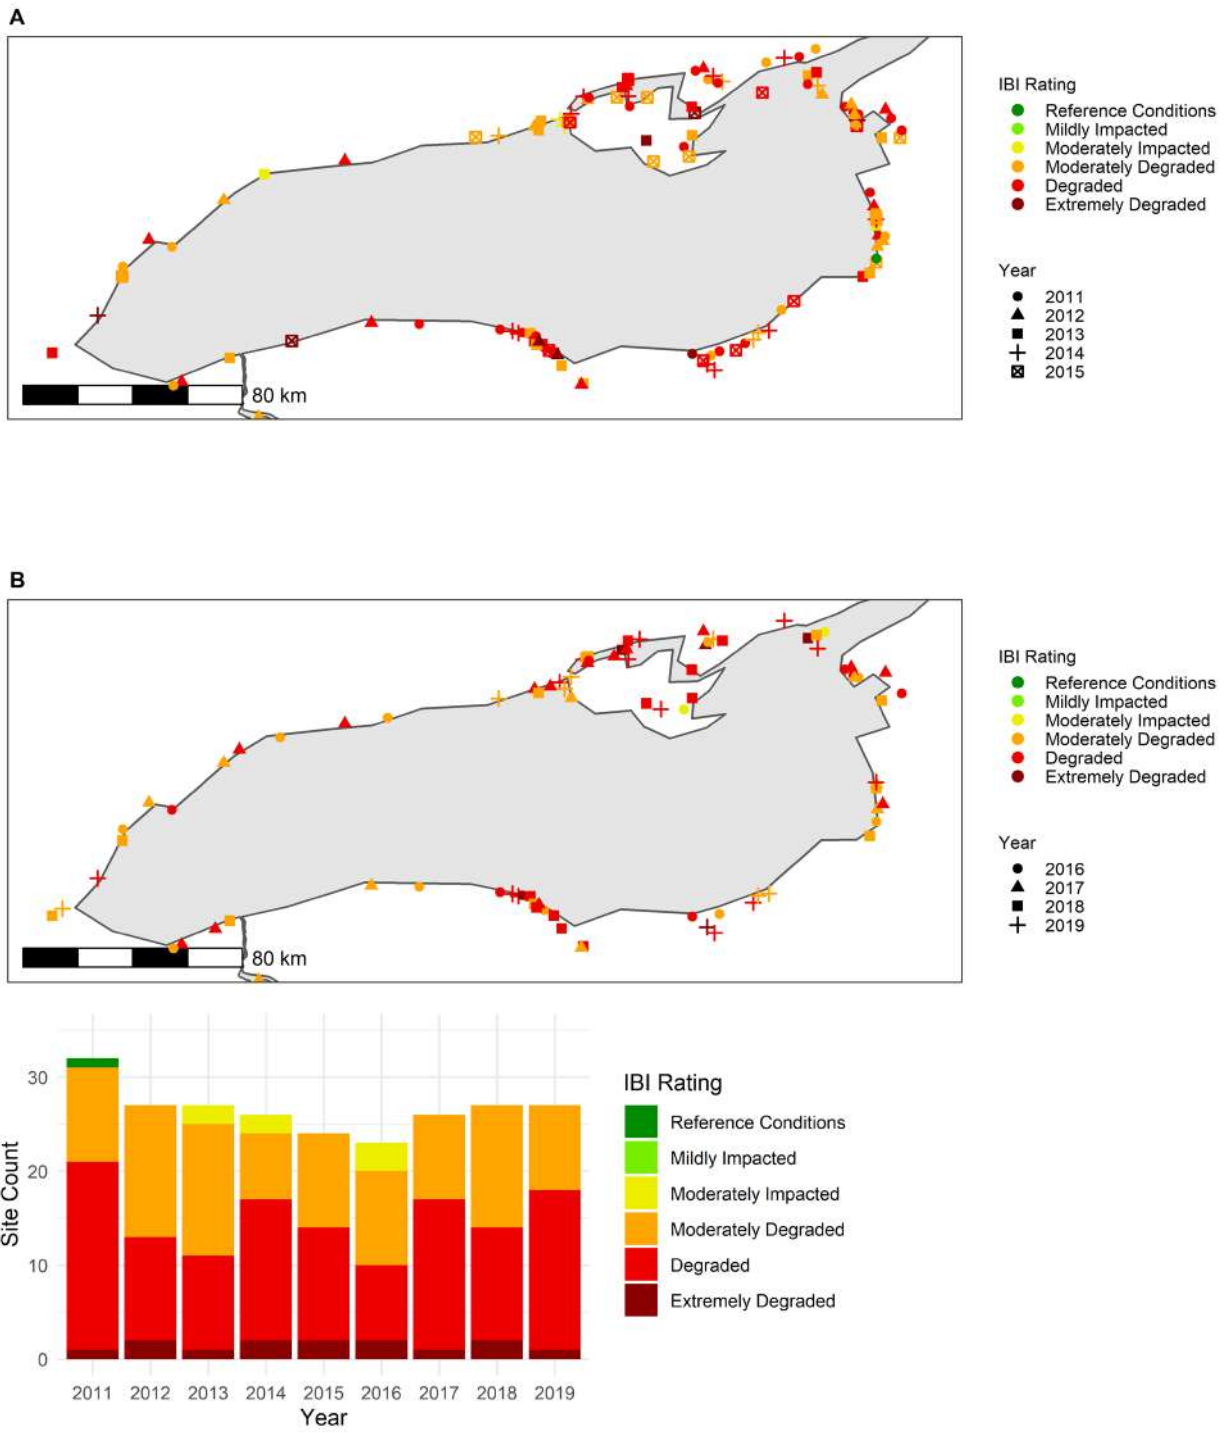 A
IBI Rating
Reference Conditions
Mildly Impacted
Moderately Impacted
Moderately Degraded
Degraded
Extremely Degraded
Year
2011
2012
2013
2014
2015
80 km
B
IBI Rating
Reference Conditions
Mildly Impacted
Moderately Impacted
Moderately Degraded
Degraded
Extremely Degraded
Year
2016
2017
2018
2019
80 km
Site Count
30
20
10
0
2011 2012 2013 2014 2015 2016 2017 2018 2019
Year
IBI Rating
Reference Conditions
Mildly Impacted
Moderately Impacted
Moderately Degraded
Degraded
Extremely Degraded